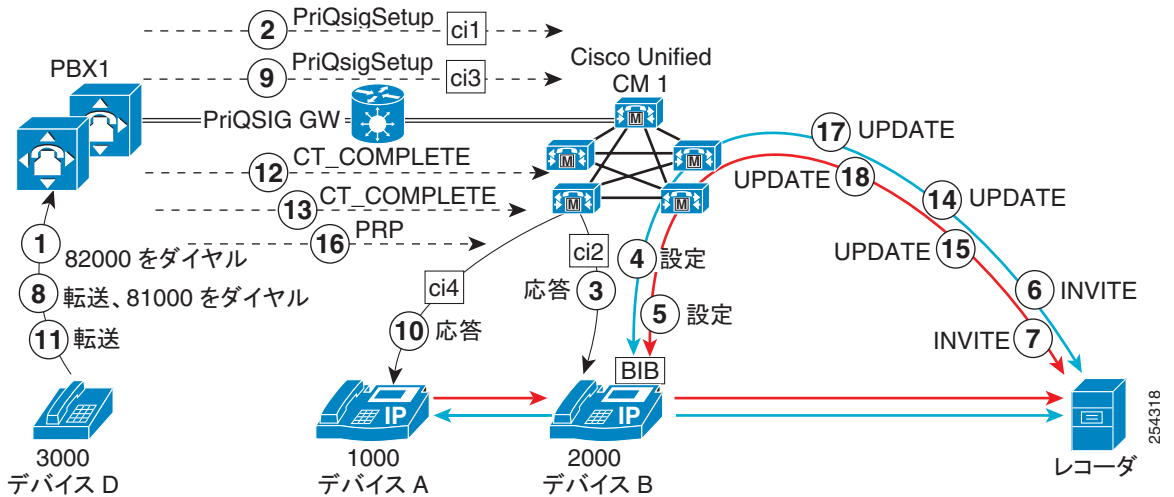 2 PriQsigSetup ci1
9 PriQsigSetup ci3
PBX1
Cisco Unified
CM 1
PriQSIG GW
M
M
M
M
M
12 CT_COMPLETE
13 CT_COMPLETE
16 PRP
17 UPDATE
UPDATE 18
14 UPDATE
UPDATE 15
1 82000 をダイヤル
8 転送、81000 をダイヤル
11 転送
ci4
10 応答
ci2
応答 3
4 設定
5 設定
6 INVITE
INVITE 7
BIB
IP
IP
3000
デバイス D
1000
デバイス A
2000
デバイス B
レコーダ
254318